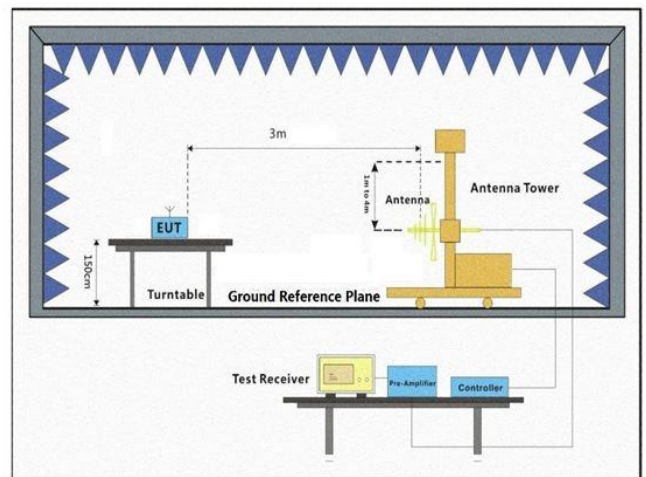 3m
1m to 4m
Antenna
Antenna Tower
EUT
150cm
Turntable
Ground Reference Plane
Test Receiver
Pre-Amplifier
Controller